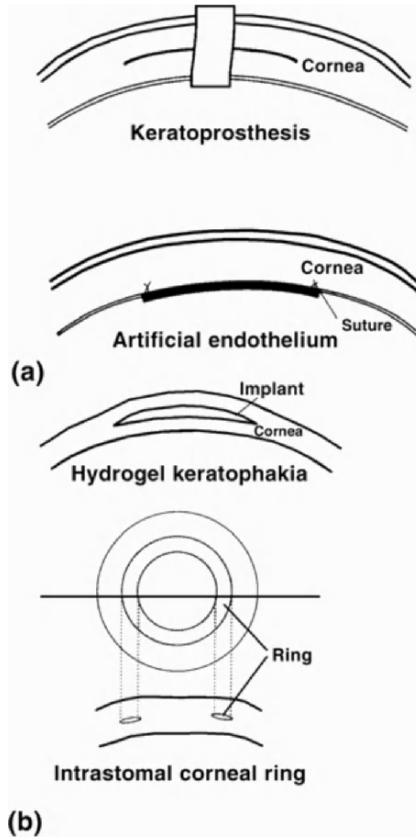 Cornea
Keratoprosthesis
Cornea
Suture
Artificial endothelium
(a)
Implant
Cornea
Hydrogel keratophakia
Ring
Intrastomal corneal ring
(b)